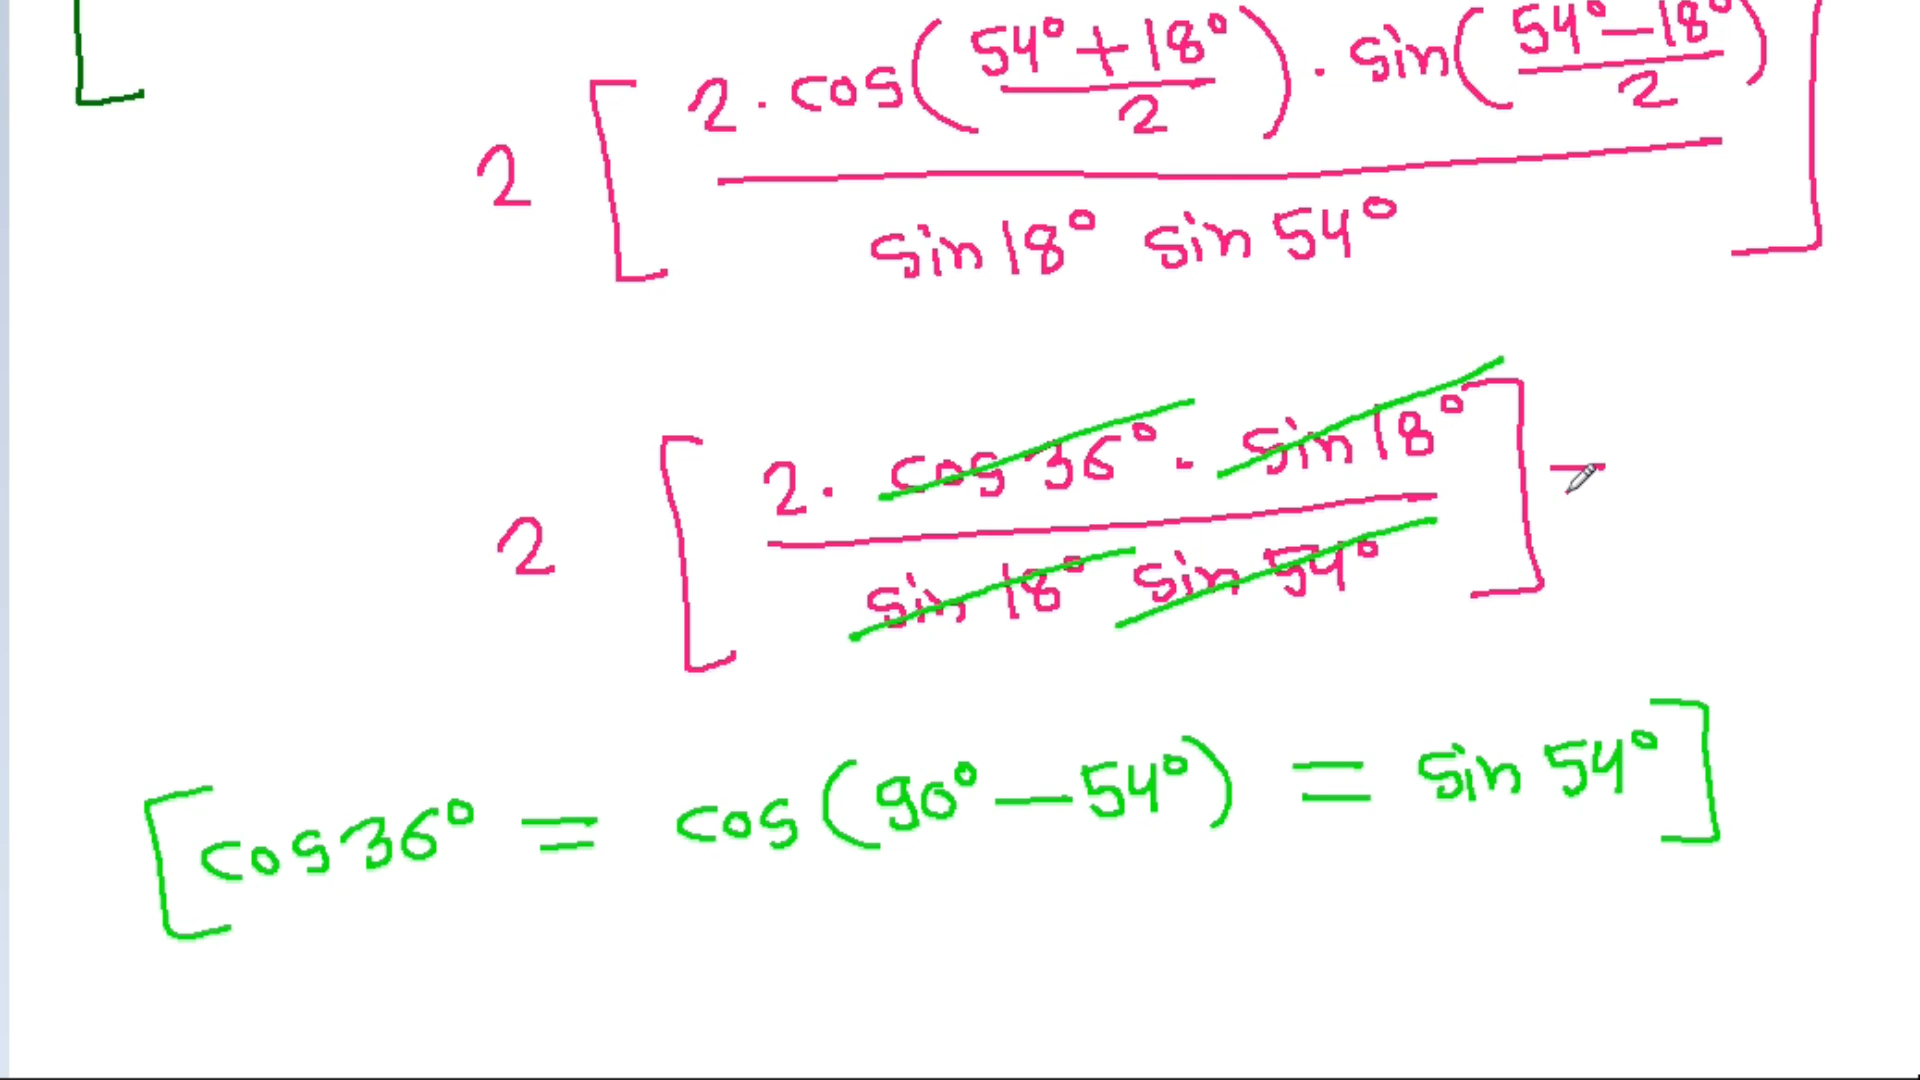 2 [ 2 · cos( (54° + 18°) / 2 ) · sin( (54° − 18°) / 2 ) / sin 18° sin 54° ]
2 [ 2 · cos 36° · sin 18° / sin 18° sin 54° ] −
[ cos 36° = cos (90° − 54°) = sin 54° ]